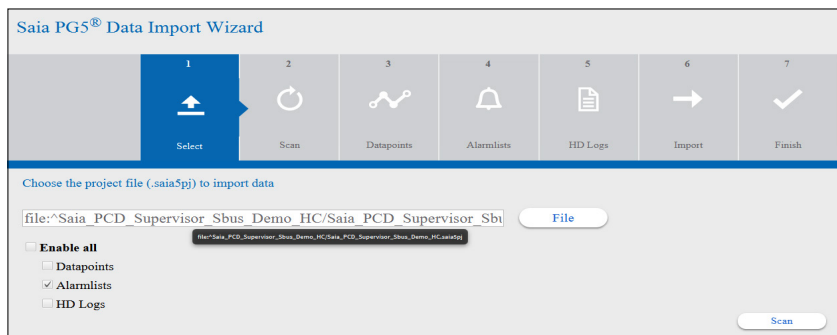 Saia PG5® Data Import Wizard
1 2 3 4 5 6 7
Select Scan Datapoints Alarmlists HD Logs Import Finish
Choose the project file (.saia5pj) to import data
file:^Saia_PCD_Supervisor_Sbus_Demo_HC/Saia_PCD_Supervisor_Sbu File
file:^Saia_PCD_Supervisor_Sbus_Demo_HC/Saia_PCD_Supervisor_Sbus_Demo_HC.saia5pj
Enable all
Datapoints
Alarmlists
HD Logs
Scan